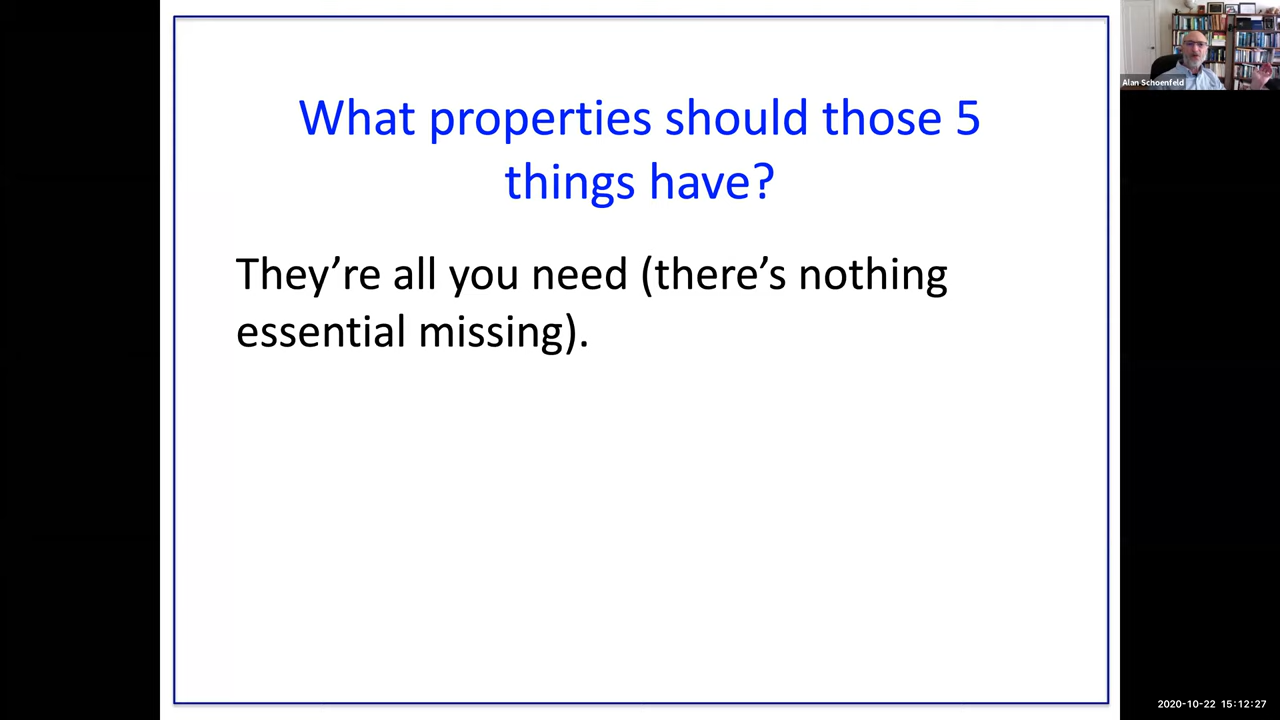 What properties should those 5
things have?
They’re all you need (there’s nothing
essential missing).
Alan Schoenfeld
2020-10-22 15:12:27